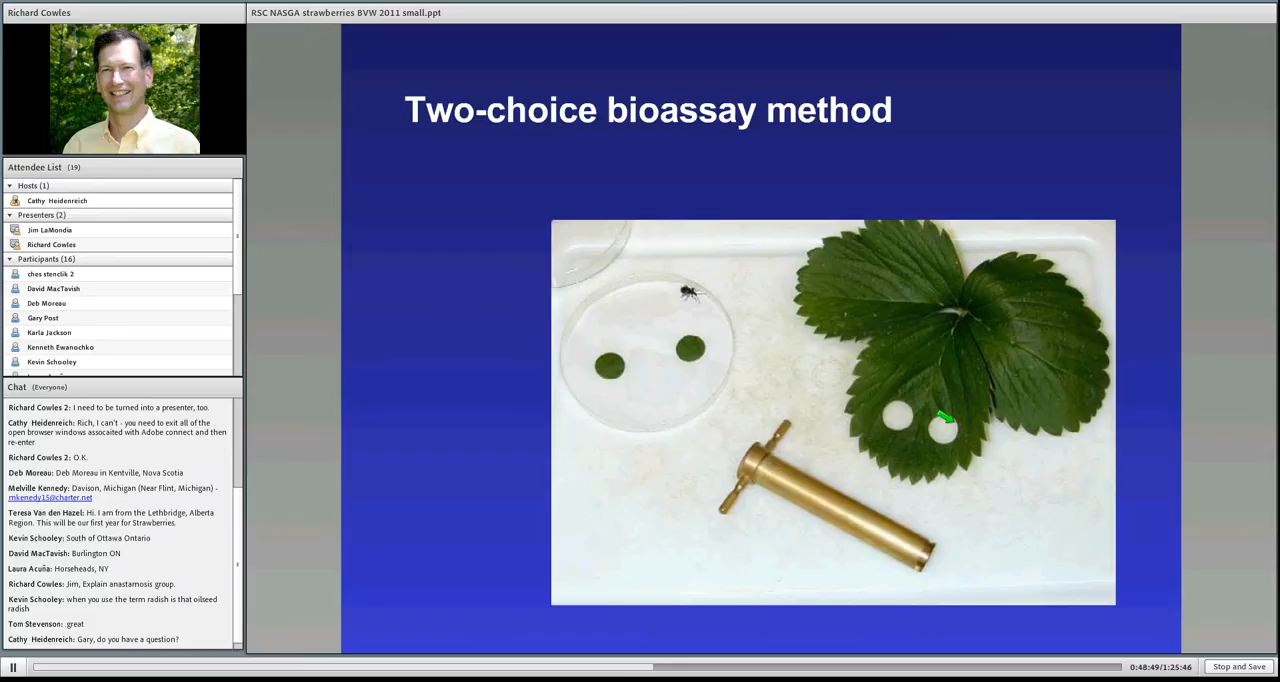 Richard Cowles
RSC NASGA strawberries BVW 2011 small.ppt
Two-choice bioassay method
Attendee List (19)
Hosts (1)
Cathy Heidenreich
Presenters (2)
Jim LaMondia
Richard Cowles
Participants (16)
ches stenclik 2
David MacTavish
Deb Moreau
Gary Post
Karla Jackson
Kenneth Ewanochko
Kevin Schooley
Chat (Everyone)
Richard Cowles 2: I need to be turned into a presenter, too.
Cathy Heidenreich: Rich, I can't - you need to exit all of the
open browser windows assocaited with Adobe connect and then
re-enter
Richard Cowles 2: O.K.
Deb Moreau: Deb Moreau in Kentville, Nova Scotia
Melville Kennedy: Davison, Michigan (Near Flint, Michigan) -
mkenedy15@charter.net
Teresa Van den Hazel: Hi. I am from the Lethbridge, Alberta
Region. This will be our first year for Strawberries.
Kevin Schooley: South of Ottawa Ontario
David MacTavish: Burlington ON
Laura Acuña: Horseheads, NY
Richard Cowles: Jim, Explain anastamosis group.
Kevin Schooley: when you use the term radish is that oilseed
radish
Tom Stevenson: .great
Cathy Heidenreich: Gary, do you have a question?
0:48:49/1:25:46
Stop and Save